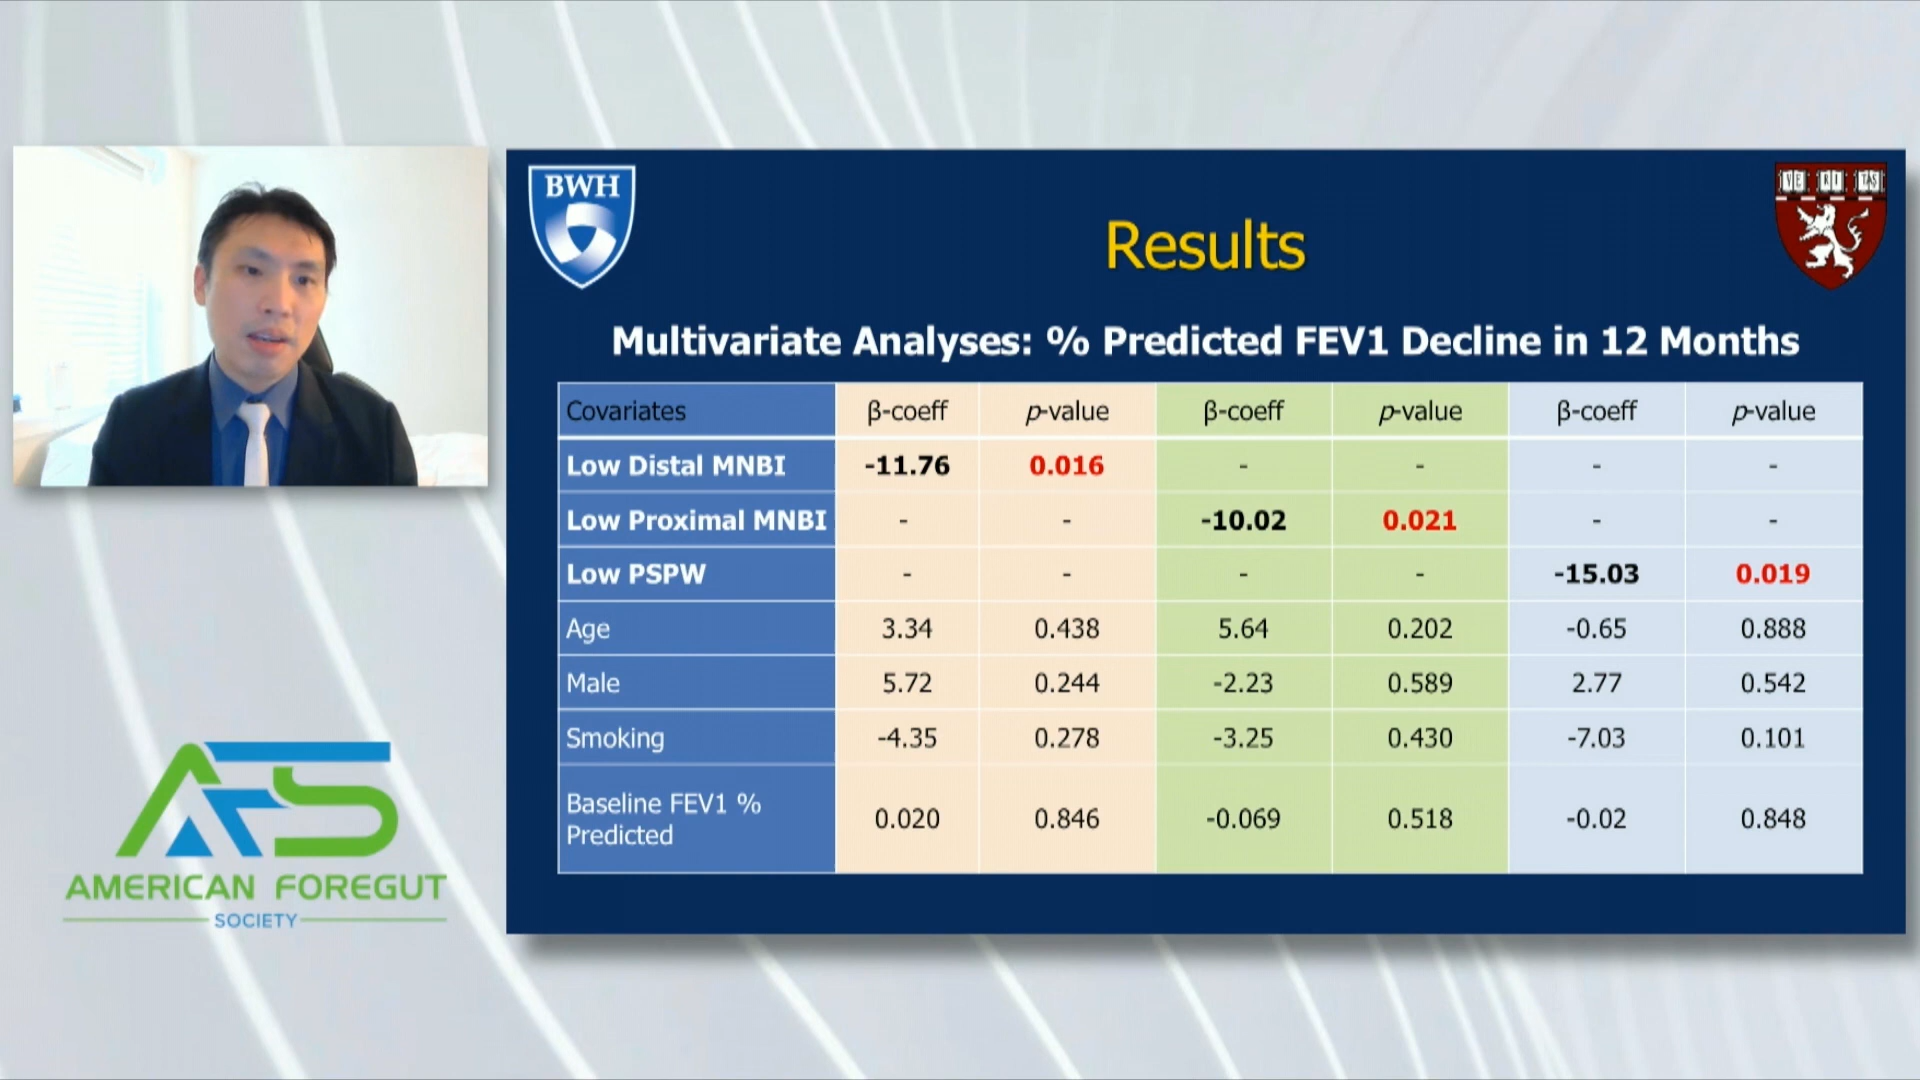 BWH
VE RI TAS
Results
Multivariate Analyses: % Predicted FEV1 Decline in 12 Months
Covariates β-coeff p-value β-coeff p-value β-coeff p-value
Low Distal MNBI -11.76 0.016 - - - -
Low Proximal MNBI - - -10.02 0.021 - -
Low PSPW - - - - -15.03 0.019
Age 3.34 0.438 5.64 0.202 -0.65 0.888
Male 5.72 0.244 -2.23 0.589 2.77 0.542
Smoking -4.35 0.278 -3.25 0.430 -7.03 0.101
Baseline FEV1 %
Predicted 0.020 0.846 -0.069 0.518 -0.02 0.848
AFS
AMERICAN FOREGUT
SOCIETY